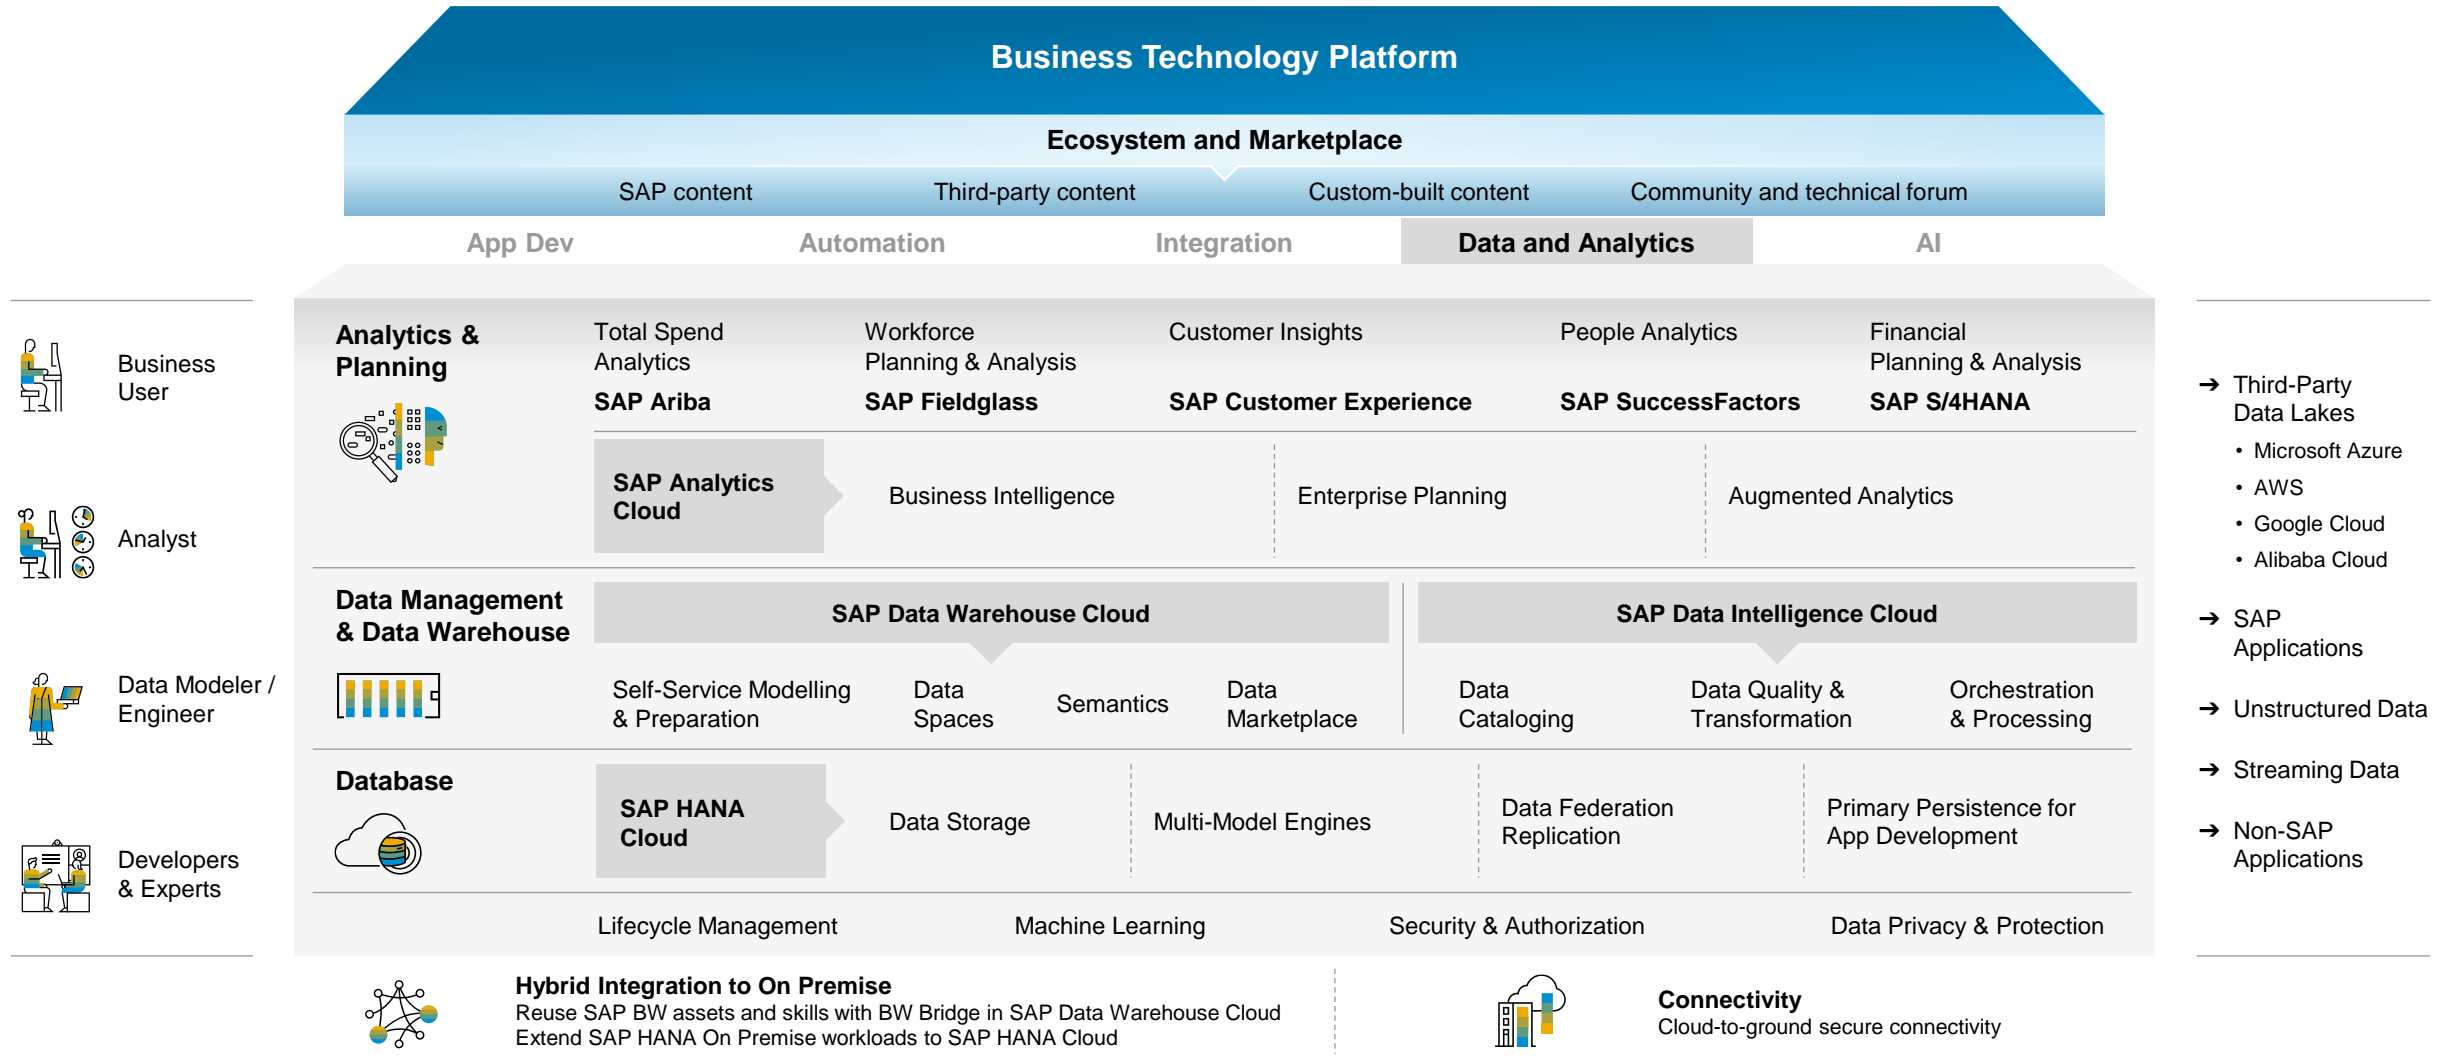 Business Technology Platform
Ecosystem and Marketplace
SAP content
Third-party content
Custom-built content
Community and technical forum
App Dev
Automation
Integration
Data and Analytics
AI
Business
User
Analyst
Data Modeler /
Engineer
Developers
& Experts
Analytics &
Planning
Total Spend
Analytics
SAP Ariba
Workforce
Planning & Analysis
SAP Fieldglass
Customer Insights
SAP Customer Experience
People Analytics
SAP SuccessFactors
Financial
Planning & Analysis
SAP S/4HANA
SAP Analytics
Cloud
Business Intelligence
Enterprise Planning
Augmented Analytics
Data Management
& Data Warehouse
SAP Data Warehouse Cloud
Self-Service Modelling
& Preparation
Data
Spaces
Semantics
Data
Marketplace
SAP Data Intelligence Cloud
Data
Cataloging
Data Quality &
Transformation
Orchestration
& Processing
Database
SAP HANA
Cloud
Data Storage
Multi-Model Engines
Data Federation
Replication
Primary Persistence for
App Development
Lifecycle Management
Machine Learning
Security & Authorization
Data Privacy & Protection
➔ Third-Party
Data Lakes
• Microsoft Azure
• AWS
• Google Cloud
• Alibaba Cloud
➔ SAP
Applications
➔ Unstructured Data
➔ Streaming Data
➔ Non-SAP
Applications
Hybrid Integration to On Premise
Reuse SAP BW assets and skills with BW Bridge in SAP Data Warehouse Cloud
Extend SAP HANA On Premise workloads to SAP HANA Cloud
Connectivity
Cloud-to-ground secure connectivity